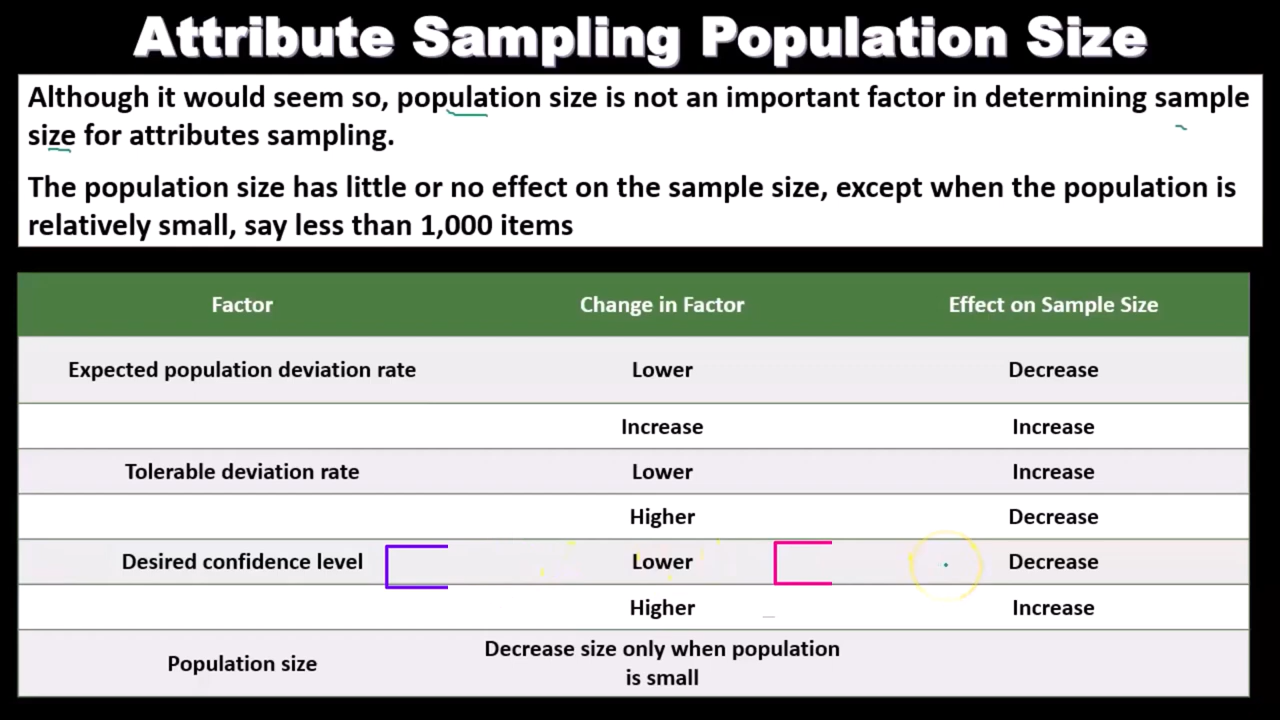 Attribute Sampling Population Size
Although it would seem so, population size is not an important factor in determining sample
size for attributes sampling.
The population size has little or no effect on the sample size, except when the population is
relatively small, say less than 1,000 items
Factor Change in Factor Effect on Sample Size
Expected population deviation rate Lower Decrease
Increase Increase
Tolerable deviation rate Lower Increase
Higher Decrease
Desired confidence level Lower Decrease
Higher Increase
Population size Decrease size only when population
is small